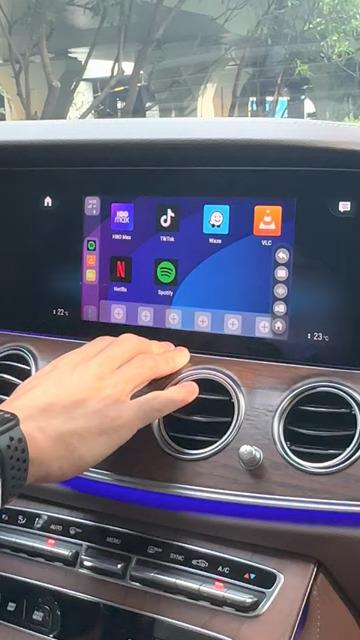 HBO
max
HBO Max
TikTok
Waze
VLC
N
Netflix
Spotify
22°C
23°C
AUTO
MENU
SYNC
A/C